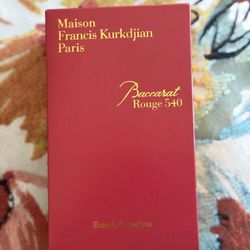 Maison
Francis Kurkdjian
Paris
Baccarat
Rouge 540